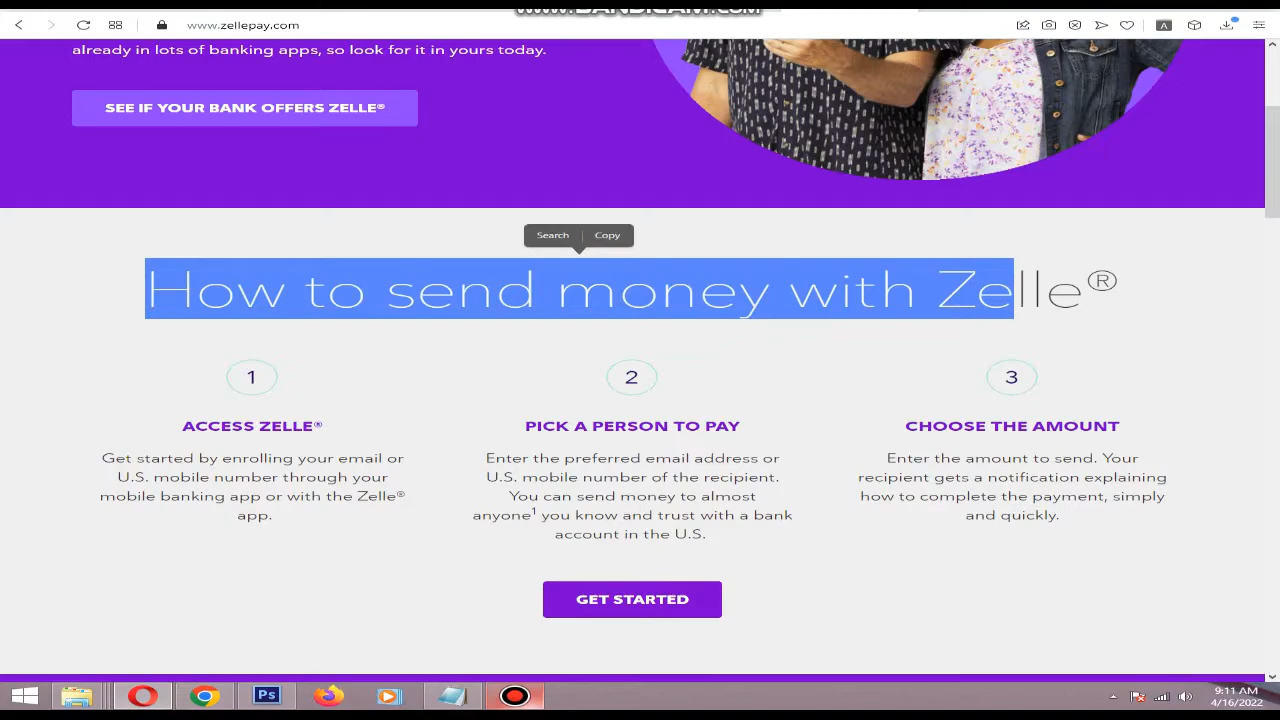 www.BANDICAM.COM
www.zellepay.com
already in lots of banking apps, so look for it in yours today.
SEE IF YOUR BANK OFFERS ZELLE®
Search Copy
How to send money with Zelle®
1
ACCESS ZELLE®
Get started by enrolling your email or
U.S. mobile number through your
mobile banking app or with the Zelle®
app.
2
PICK A PERSON TO PAY
Enter the preferred email address or
U.S. mobile number of the recipient.
You can send money to almost
anyone¹ you know and trust with a bank
account in the U.S.
3
CHOOSE THE AMOUNT
Enter the amount to send. Your
recipient gets a notification explaining
how to complete the payment, simply
and quickly.
GET STARTED
Ps
9:11 AM
4/16/2022